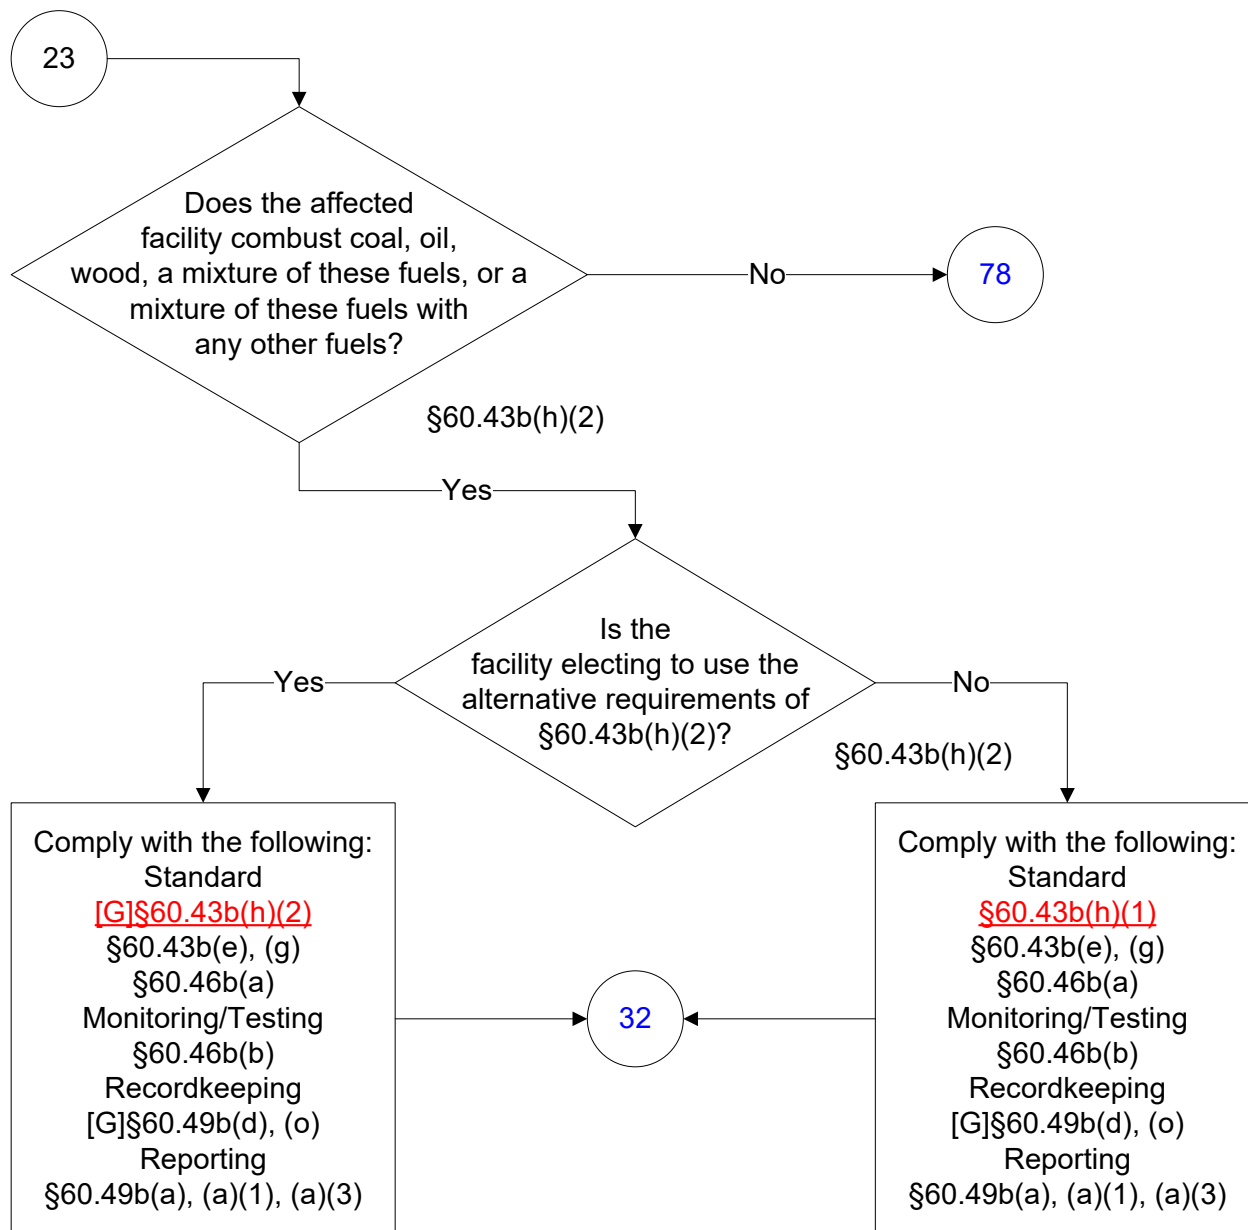 23
Does the affected
facility combust coal, oil,
wood, a mixture of these fuels, or a
mixture of these fuels with
any other fuels?
No
78
§60.43b(h)(2)
Yes
Is the
facility electing to use the
alternative requirements of
§60.43b(h)(2)?
Yes
No
§60.43b(h)(2)
Comply with the following:
Standard
[G]§60.43b(h)(2)
§60.43b(e), (g)
§60.46b(a)
Monitoring/Testing
§60.46b(b)
Recordkeeping
[G]§60.49b(d), (o)
Reporting
§60.49b(a), (a)(1), (a)(3)
32
Comply with the following:
Standard
§60.43b(h)(1)
§60.43b(e), (g)
§60.46b(a)
Monitoring/Testing
§60.46b(b)
Recordkeeping
[G]§60.49b(d), (o)
Reporting
§60.49b(a), (a)(1), (a)(3)